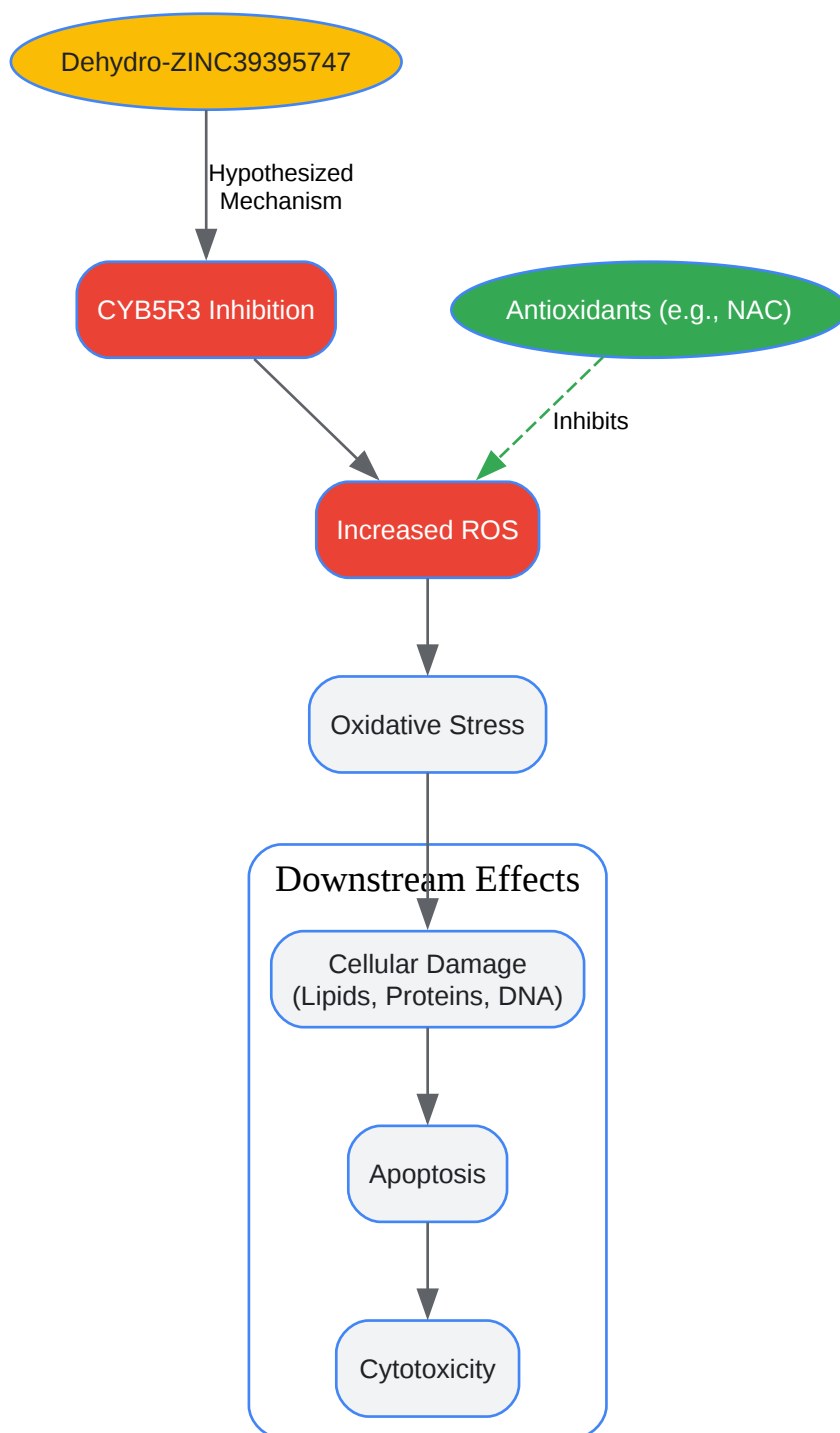 Dehydro-ZINC39395747
Hypothesized
Mechanism
CYB5R3 Inhibition
Antioxidants (e.g., NAC)
Inhibits
Increased ROS
Oxidative Stress
Downstream Effects
Cellular Damage
(Lipids, Proteins, DNA)
Apoptosis
Cytotoxicity